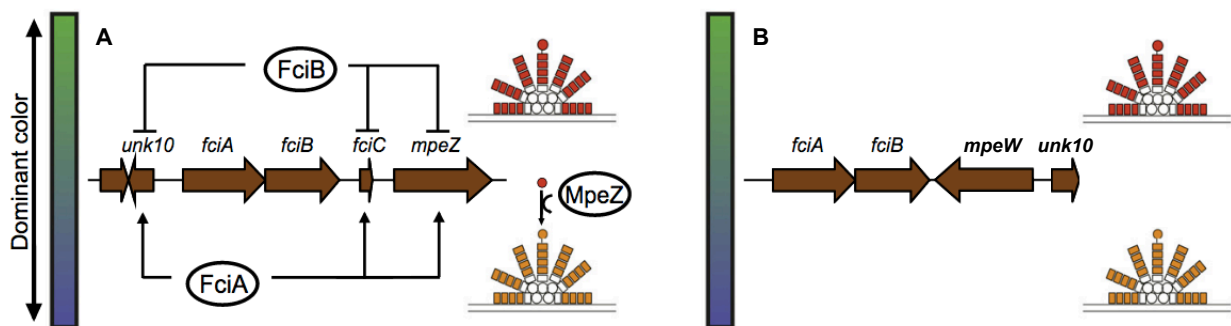 Dominant color
A
FciB
unk10 fciA fciB fciC mpeZ
MpeZ
FciA
B
fciA fciB mpeW unk10